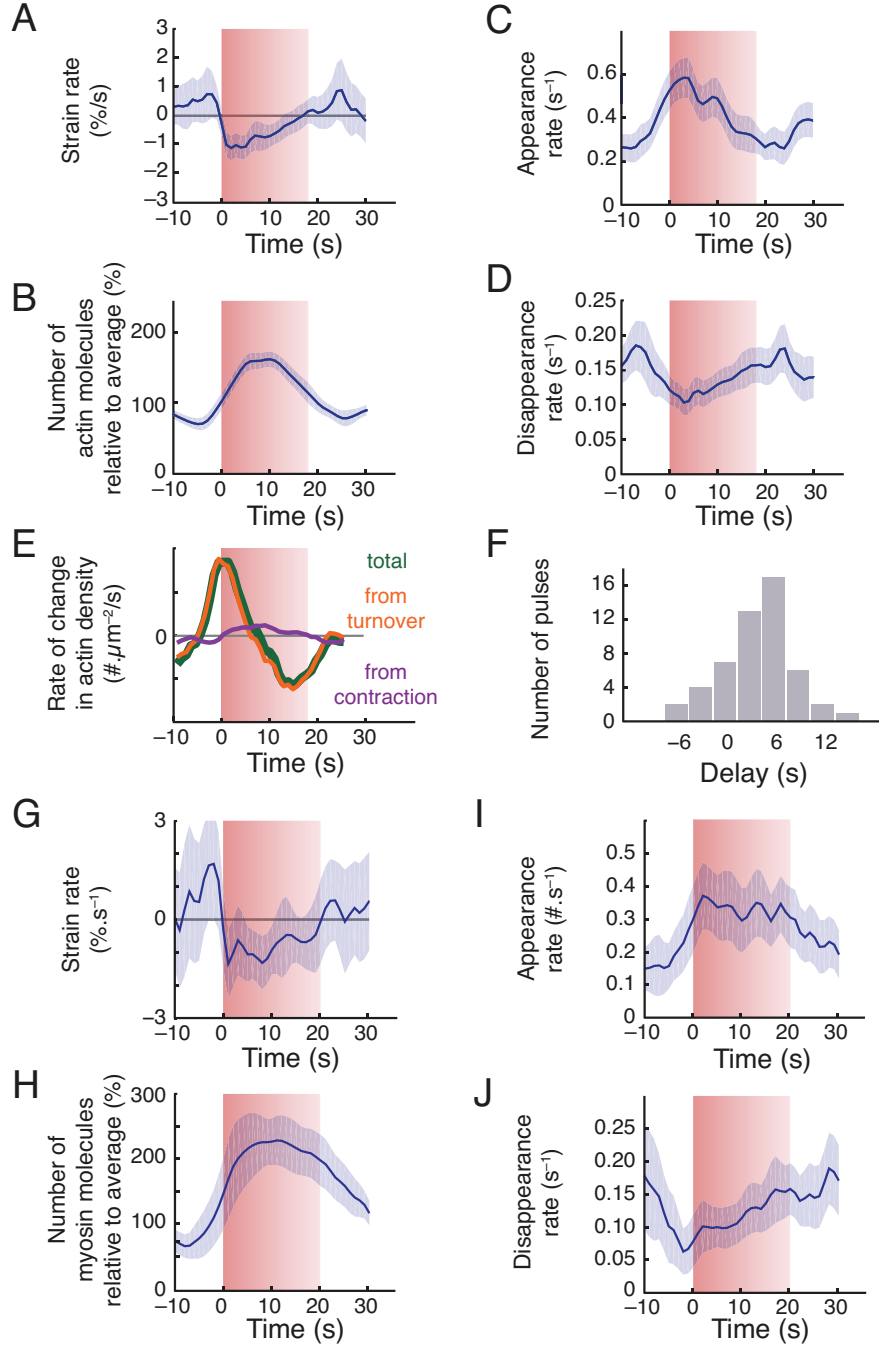 A
Strain rate
(%/s)
3
2
1
0
−1
−2
−3
−10 0 10 20 30
Time (s)
C
Appearance
rate (s⁻¹)
0.6
0.4
0.2
0
−10 0 10 20 30
Time (s)
B
Number of
actin molecules
relative to average (%)
200
100
0
−10 0 10 20 30
Time (s)
D
Disappearance
rate (s⁻¹)
0.25
0.20
0.15
0.10
0.05
0
−10 0 10 20 30
Time (s)
E
Rate of change
in actin density
(#.µm⁻²/s)
0
total
from
turnover
from
contraction
−10 0 10 20 30
Time (s)
F
Number of pulses
16
12
8
4
0
−6 0 6 12
Delay (s)
G
Strain rate
(%.s⁻¹)
3
0
−3
−10 0 10 20 30
Time (s)
I
Appearance
rate (#.s⁻¹)
0.5
0.4
0.3
0.2
0.1
0
−10 0 10 20 30
Time (s)
H
Number of
myosin molecules
relative to average (%)
300
200
100
0
−10 0 10 20 30
Time (s)
J
Disappearance
rate (s⁻¹)
0.25
0.20
0.15
0.10
0.05
0
−10 0 10 20 30
Time (s)